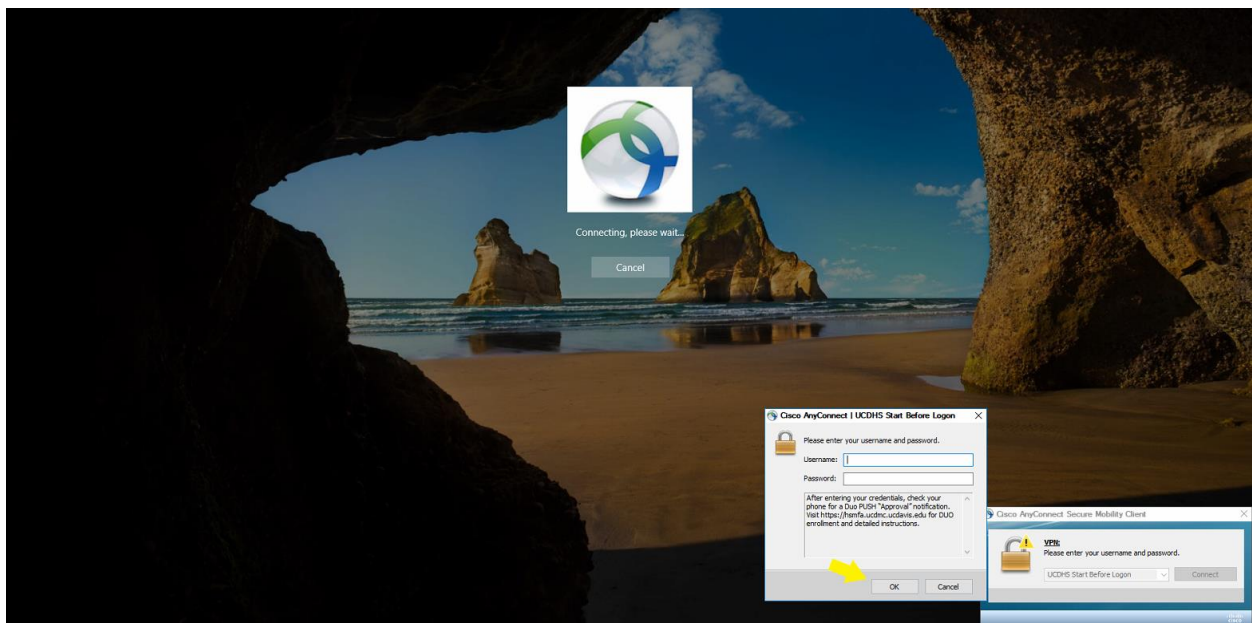 Connecting, please wait...
Cancel
Cisco AnyConnect | UCDHS Start Before Logon
Please enter your username and password.
Username:
Password:
After entering your credentials, check your
phone for a Duo PUSH "Approval" notification.
Visit https://hsmfa.ucdmc.ucdavis.edu for DUO
enrollment and detailed instructions.
OK Cancel
Cisco AnyConnect Secure Mobility Client
VPN:
Please enter your username and password.
UCDHS Start Before Logon Connect
CISCO